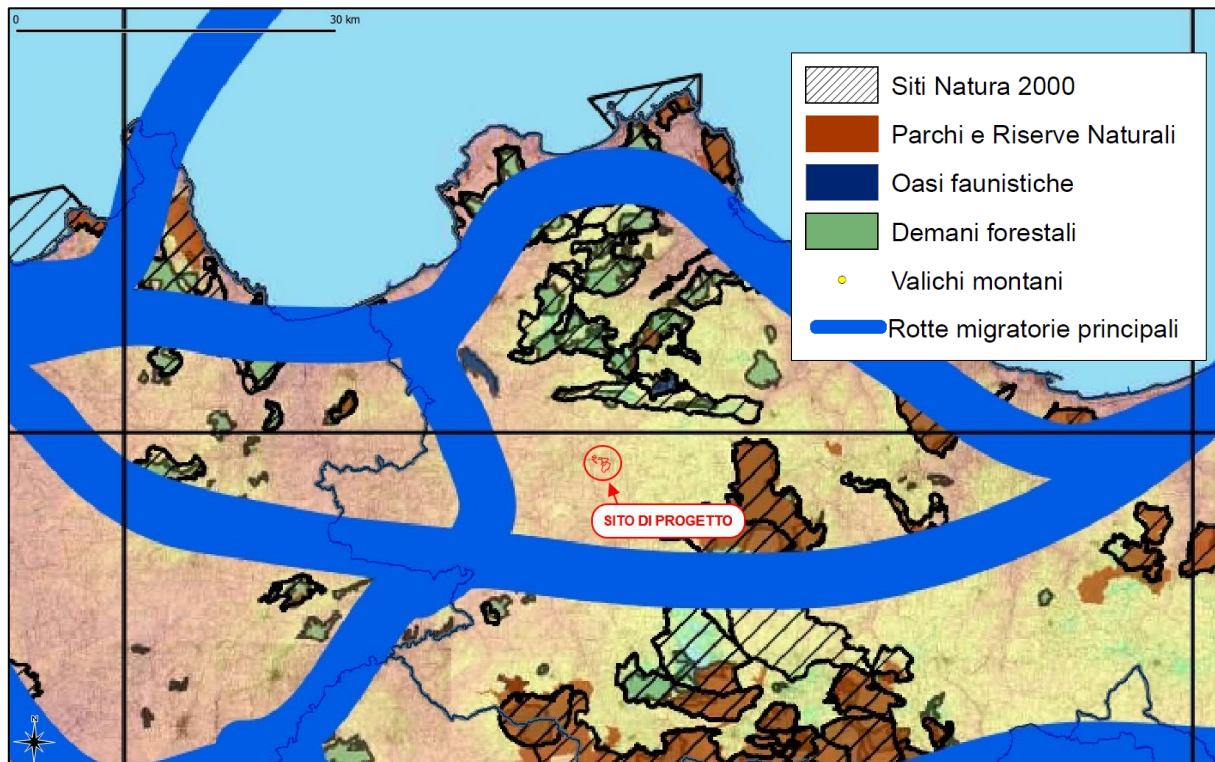 0 30 km
Siti Natura 2000
Parchi e Riserve Naturali
Oasi faunistiche
Demani forestali
Valichi montani
Rotte migratorie principali
SITO DI PROGETTO
N